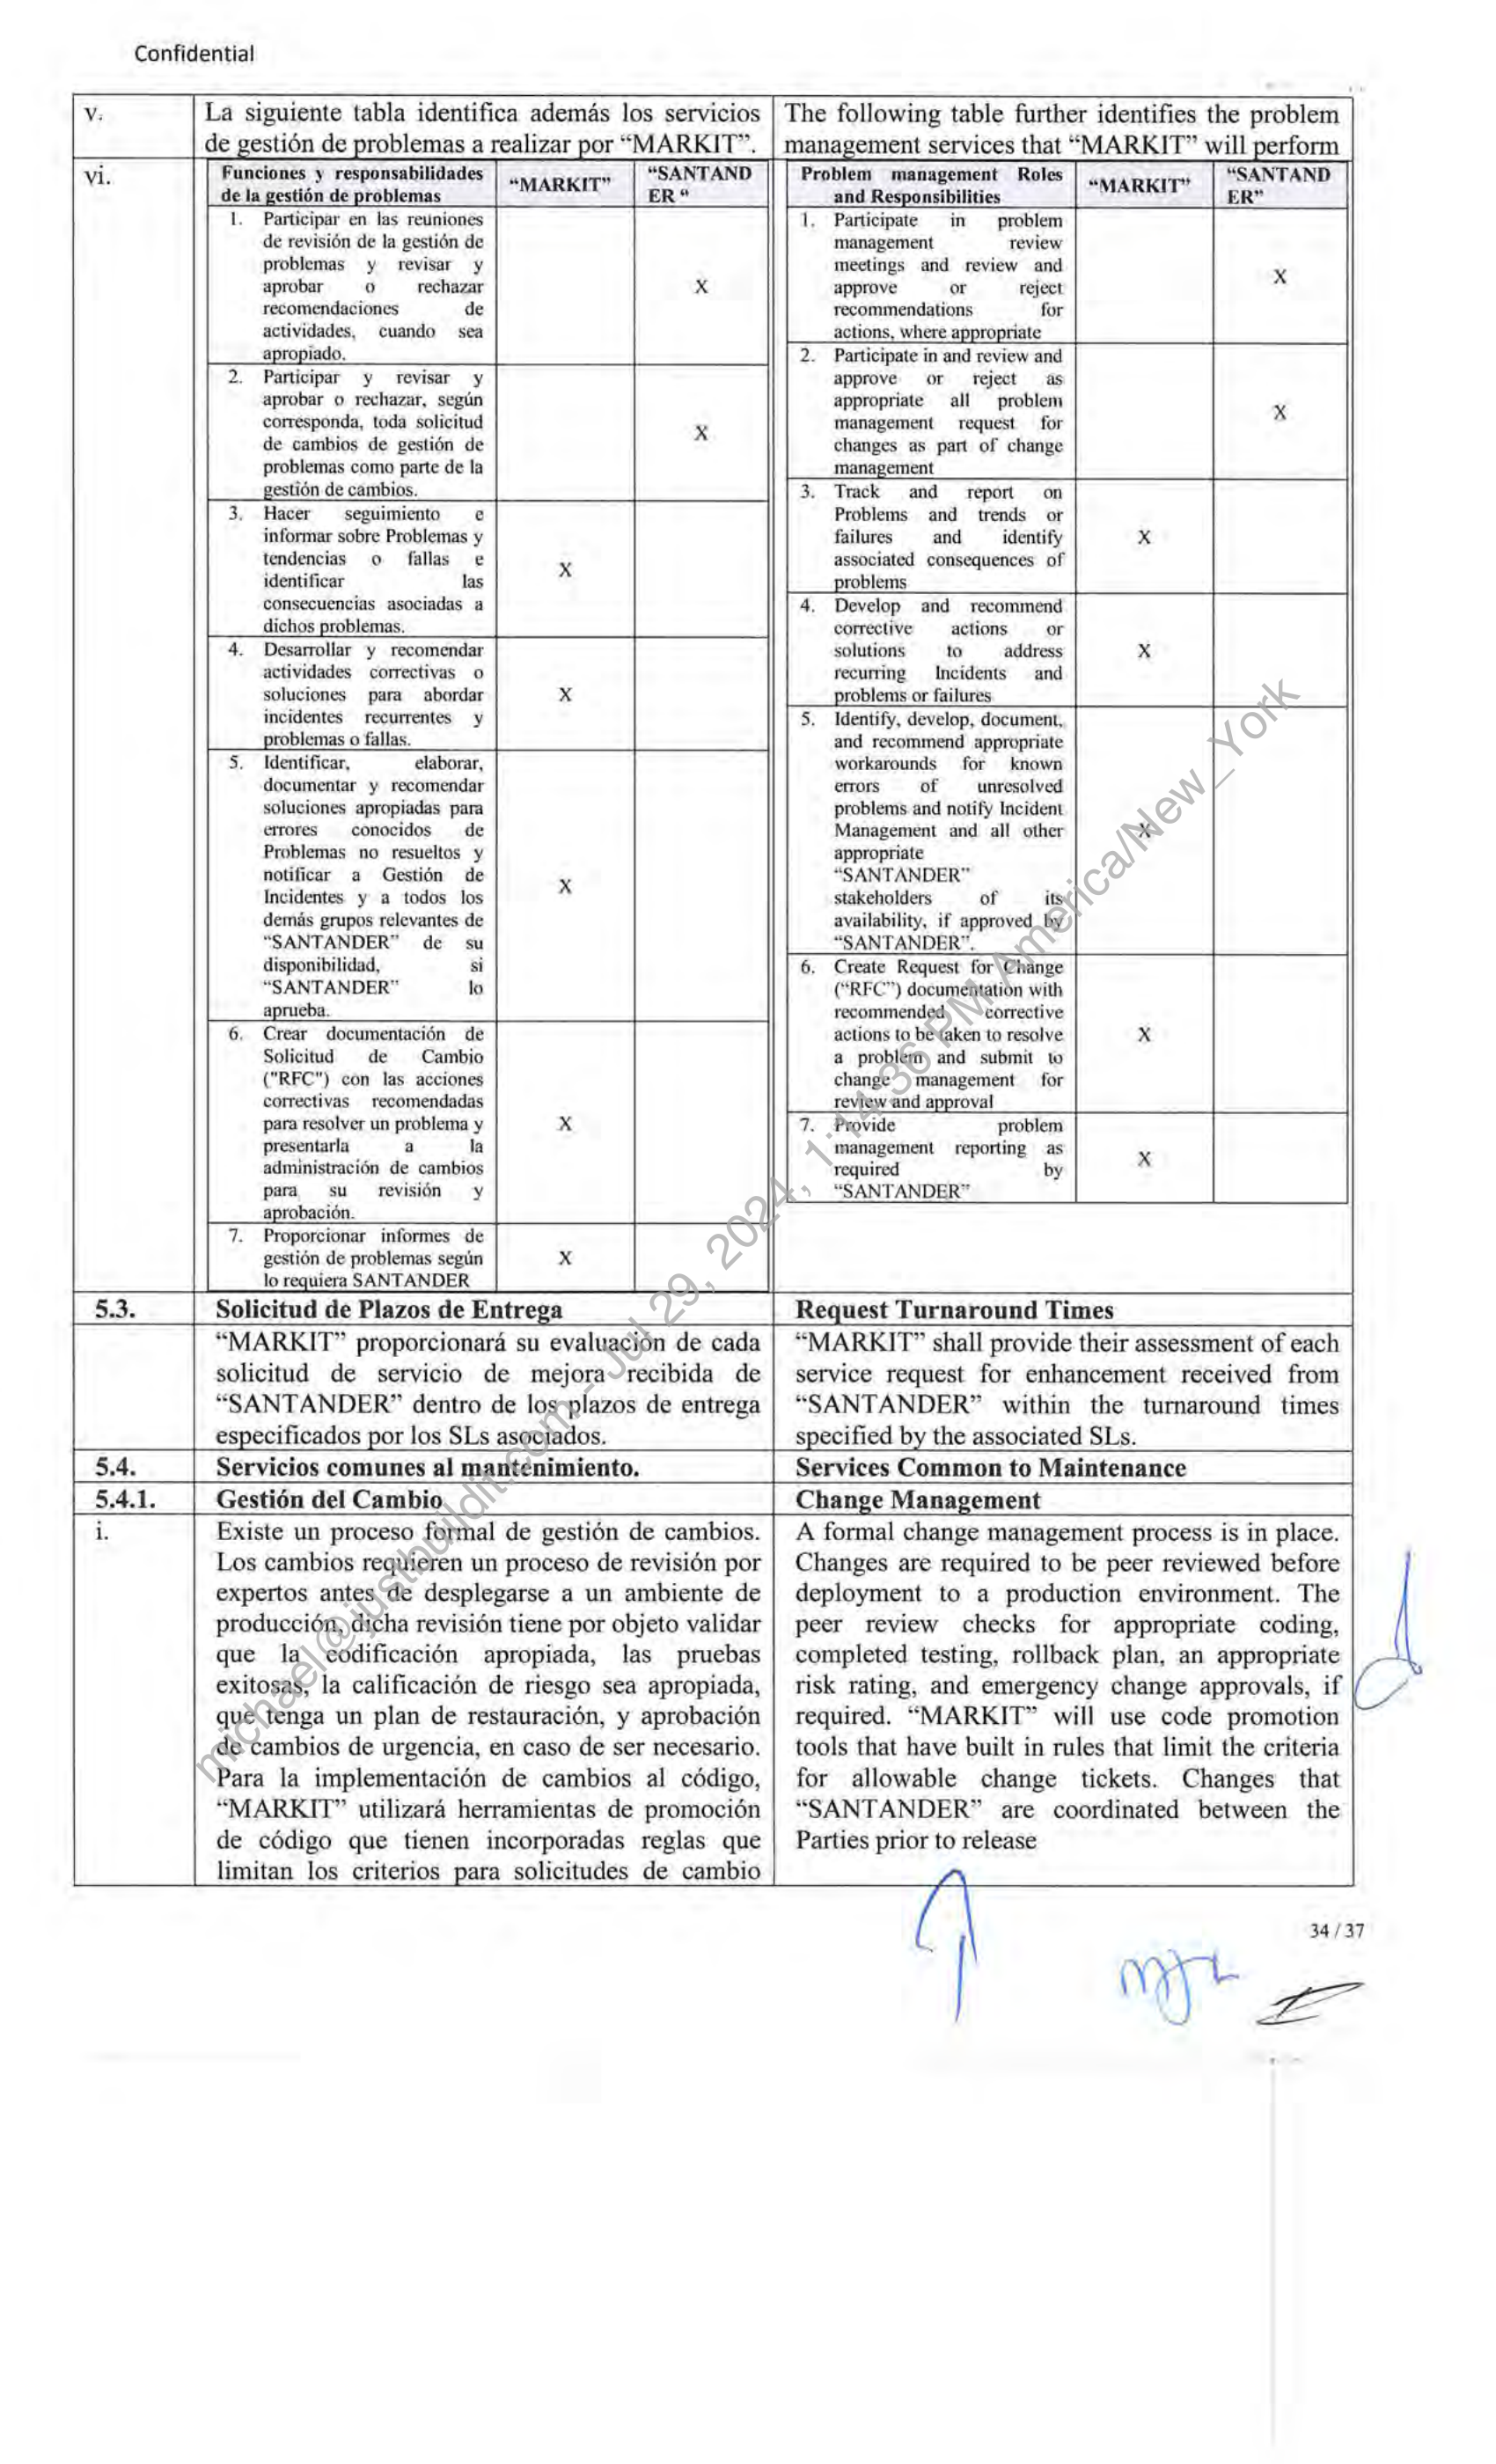 Confidential
v.
La siguiente tabla identifica además los servicios
de gestión de problemas a realizar por “MARKIT”.
The following table further identifies the problem
management services that “MARKIT” will perform
vi.
Funciones y responsabilidades
de la gestión de problemas
“MARKIT”
“SANTAND
ER “
1. Participar en las reuniones
de revisión de la gestión de
problemas y revisar y
aprobar o rechazar
recomendaciones de
actividades, cuando sea
apropiado.
X
2. Participar y revisar y
aprobar o rechazar, según
corresponda, toda solicitud
de cambios de gestión de
problemas como parte de la
gestión de cambios.
X
3. Hacer seguimiento e
informar sobre Problemas y
tendencias o fallas e
identificar las
consecuencias asociadas a
dichos problemas.
X
4. Desarrollar y recomendar
actividades correctivas o
soluciones para abordar
incidentes recurrentes y
problemas o fallas.
X
5. Identificar, elaborar,
documentar y recomendar
soluciones apropiadas para
errores conocidos de
Problemas no resueltos y
notificar a Gestión de
Incidentes y a todos los
demás grupos relevantes de
“SANTANDER” de su
disponibilidad, si
“SANTANDER” lo
aprueba.
X
6. Crear documentación de
Solicitud de Cambio
("RFC") con las acciones
correctivas recomendadas
para resolver un problema y
presentarla a la
administración de cambios
para su revisión y
aprobación.
X
7. Proporcionar informes de
gestión de problemas según
lo requiera SANTANDER
X
Problem management Roles
and Responsibilities
“MARKIT”
“SANTAND
ER”
1. Participate in problem
management review
meetings and review and
approve or reject
recommendations for
actions, where appropriate
X
2. Participate in and review and
approve or reject as
appropriate all problem
management request for
changes as part of change
management
X
3. Track and report on
Problems and trends or
failures and identify
associated consequences of
problems
X
4. Develop and recommend
corrective actions or
solutions to address
recurring Incidents and
problems or failures
X
5. Identify, develop, document,
and recommend appropriate
workarounds for known
errors of unresolved
problems and notify Incident
Management and all other
appropriate
“SANTANDER”
stakeholders of its
availability, if approved by
“SANTANDER”.
X
6. Create Request for Change
(“RFC”) documentation with
recommended corrective
actions to be taken to resolve
a problem and submit to
change management for
review and approval
X
7. Provide problem
management reporting as
required by
“SANTANDER”
X
5.3.
Solicitud de Plazos de Entrega
Request Turnaround Times
“MARKIT” proporcionará su evaluación de cada
solicitud de servicio de mejora recibida de
“SANTANDER” dentro de los plazos de entrega
especificados por los SLs asociados.
“MARKIT” shall provide their assessment of each
service request for enhancement received from
“SANTANDER” within the turnaround times
specified by the associated SLs.
5.4.
Servicios comunes al mantenimiento.
Services Common to Maintenance
5.4.1.
Gestión del Cambio
Change Management
i.
Existe un proceso formal de gestión de cambios.
Los cambios requieren un proceso de revisión por
expertos antes de desplegarse a un ambiente de
producción, dicha revisión tiene por objeto validar
que la codificación apropiada, las pruebas
exitosas, la calificación de riesgo sea apropiada,
que tenga un plan de restauración, y aprobación
de cambios de urgencia, en caso de ser necesario.
Para la implementación de cambios al código,
“MARKIT” utilizará herramientas de promoción
de código que tienen incorporadas reglas que
limitan los criterios para solicitudes de cambio
A formal change management process is in place.
Changes are required to be peer reviewed before
deployment to a production environment. The
peer review checks for appropriate coding,
completed testing, rollback plan, an appropriate
risk rating, and emergency change approvals, if
required. “MARKIT” will use code promotion
tools that have built in rules that limit the criteria
for allowable change tickets. Changes that
“SANTANDER” are coordinated between the
Parties prior to release
34 / 37
michael@justbuildit.com - Jul 29, 2024, 1:14:36 PM America/New_York